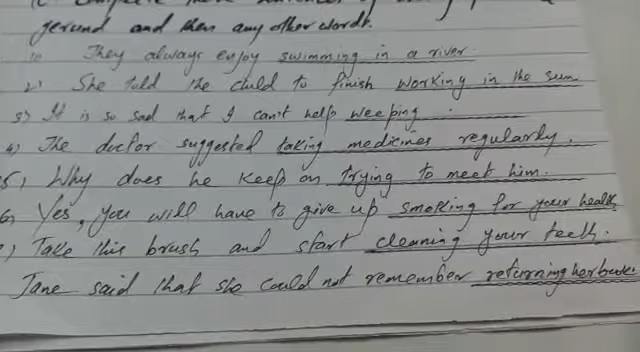 gerund and then any other words.
1) They always enjoy swimming in a river.
2) She told the child to finish working in the sun
3) It is so sad that I can't help weeping.
4) The doctor suggested taking medicines regularly.
5) Why does he keep on trying to meet him.
6) Yes, you will have to give up smoking for your health
) Take this brush and start cleaning your teeth.
Jane said that she could not remember returning her books